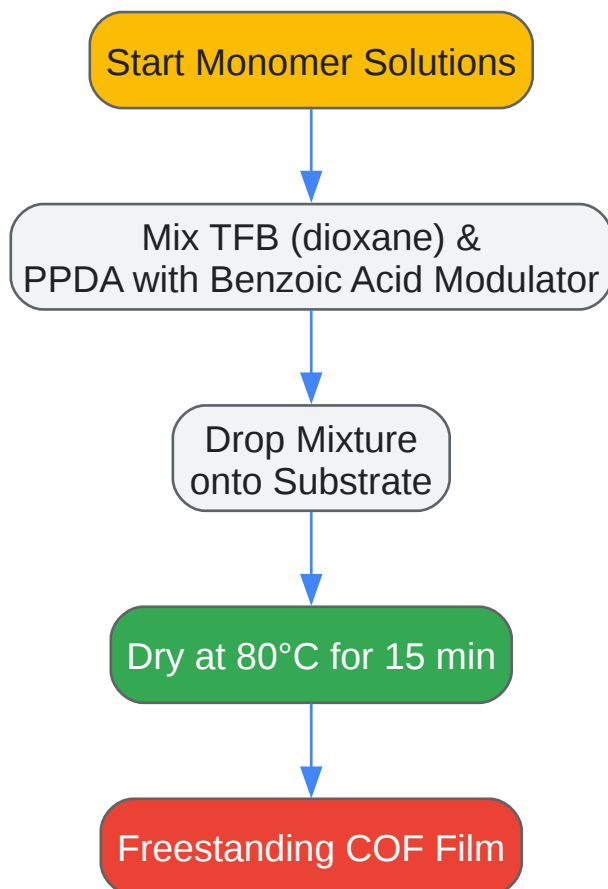 Start Monomer Solutions
Mix TFB (dioxane) &
PPDA with Benzoic Acid Modulator
Drop Mixture
onto Substrate
Dry at 80°C for 15 min
Freestanding COF Film